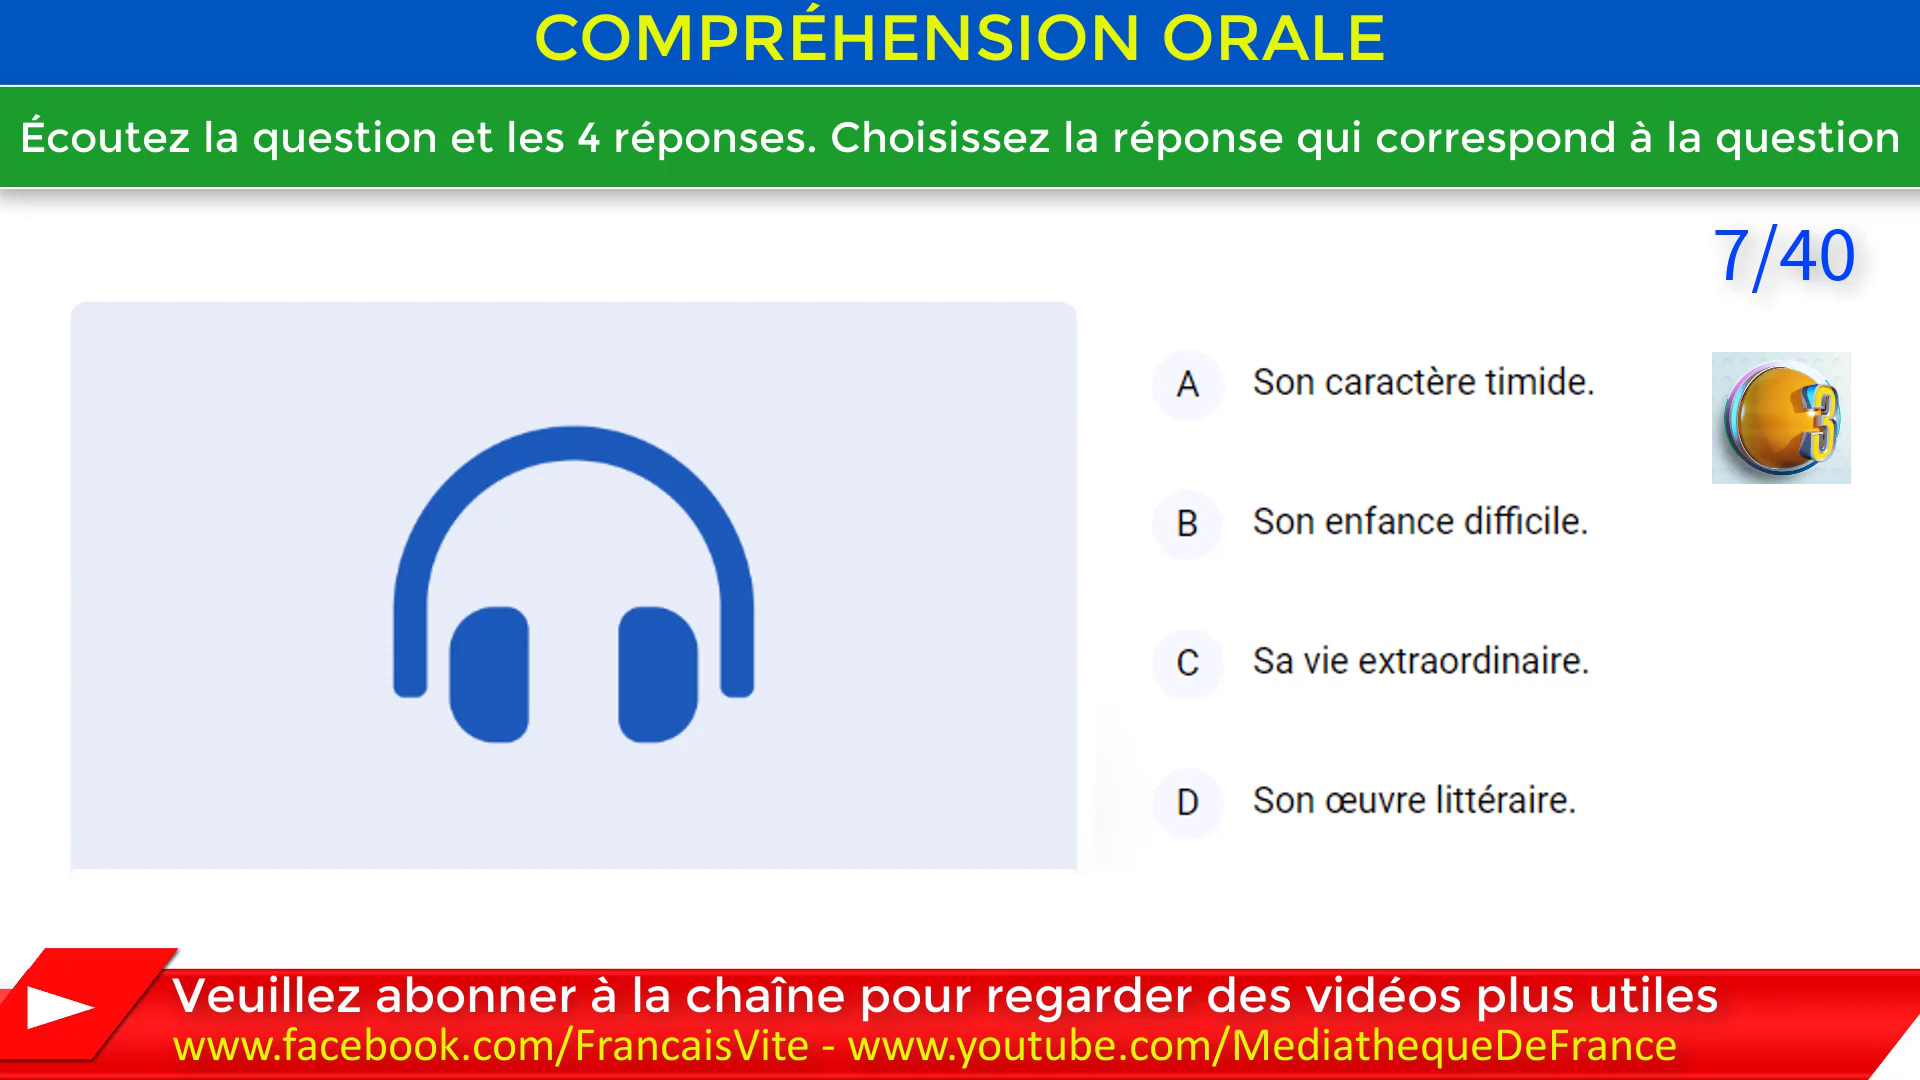 COMPRÉHENSION ORALE
Écoutez la question et les 4 réponses. Choisissez la réponse qui correspond à la question
7/40
A Son caractère timide.
3
B Son enfance difficile.
C Sa vie extraordinaire.
D Son œuvre littéraire.
Veuillez abonner à la chaîne pour regarder des vidéos plus utiles
www.facebook.com/FrancaisVite - www.youtube.com/MediathequeDeFrance